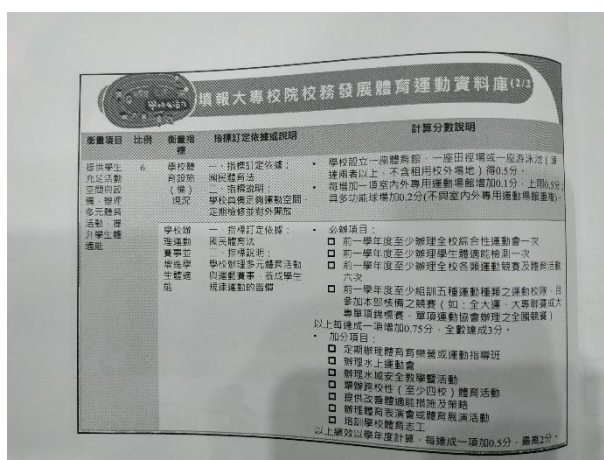 填報大專校院校務發展體育運動資料庫(2/2)
衡量項目 比例 衡量指標 指標訂定依據或說明 計算分數說明
提供學生充足活動空間與設備,辦理多元體育活動,提升學生體適能
6
學校體育設施(備)現況
一、指標訂定依據:
國民體育法
二、指標說明:
學校具備足夠運動空間,
定期檢修並對外開放
• 學校設立一座體育館、一座田徑場或一座游泳池(須
達兩者以上,不含租用校外場地)得0.5分。
• 每增加一項室內外專用運動場館增加0.1分,上限0.5分;
具多功能球場增加0.2分(不與室內外專用運動場館重複)。
學校辦理運動賽事並增進學生體適能
一、指標訂定依據:
國民體育法
二、指標說明:
學校辦理多元體育活動
與運動賽事,養成學生
規律運動的習慣
• 必辦項目:
□ 前一學年度至少辦理全校綜合性運動會一次
□ 前一學年度至少辦理學生體適能檢測一次
□ 前一學年度至少辦理全校各類運動競賽及體育活動
六次
□ 前一學年度至少組訓五種運動種類之運動校隊,且
參加本部核備之競賽(如:全大運、大專聯賽或大
專單項錦標賽、單項運動協會辦理之全國競賽)
以上每達成一項增加0.75分,全數達成3分。
• 加分項目:
□ 定期辦理體育育樂營或運動指導班
□ 辦理水上運動會
□ 辦理水域安全教學暨活動
□ 舉辦跨校性(至少四校)體育活動
□ 提供改善體適能措施及策略
□ 辦理體育表演會或體育展演活動
□ 培訓學校體育志工
以上績效以學年度計算,每達成一項加0.5分,最高2分。